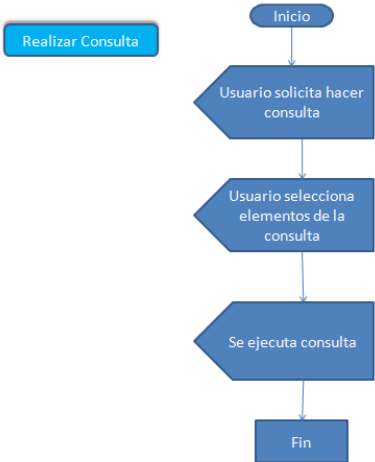 Inicio
Realizar Consulta
Usuario solicita hacer
consulta
Usuario selecciona
elementos de la
consulta
Se ejecuta consulta
Fin